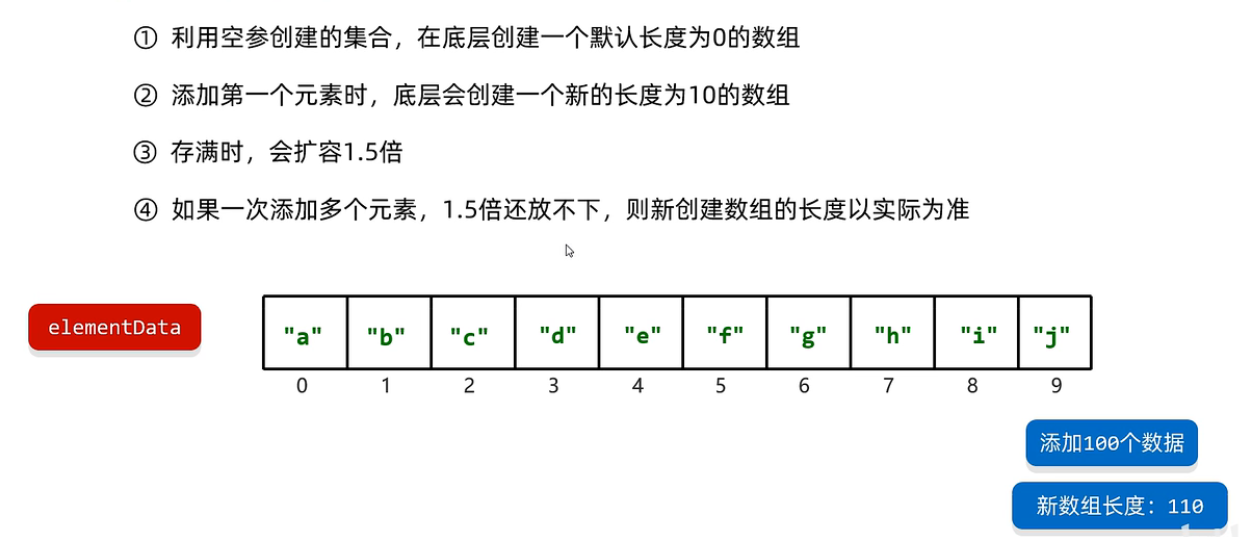 ① 利用空参创建的集合，在底层创建一个默认长度为0的数组
② 添加第一个元素时，底层会创建一个新的长度为10的数组
③ 存满时，会扩容1.5倍
④ 如果一次添加多个元素，1.5倍还放不下，则新创建数组的长度以实际为准
elementData "a" "b" "c" "d" "e" "f" "g" "h" "i" "j"
0 1 2 3 4 5 6 7 8 9
添加100个数据
新数组长度：110